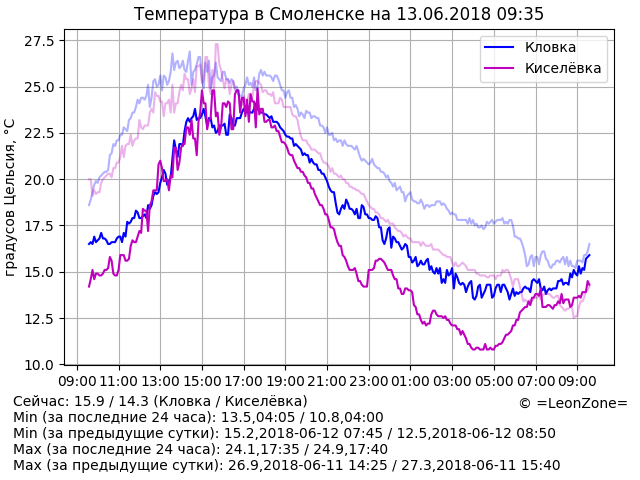 Температура в Смоленске на 13.06.2018 09:35
27.5
25.0
22.5
20.0
17.5
15.0
12.5
10.0
градусов Цельсия, °C
Кловка
Киселёвка
09:00 11:00 13:00 15:00 17:00 19:00 21:00 23:00 01:00 03:00 05:00 07:00 09:00
Сейчас: 15.9 / 14.3 (Кловка / Киселёвка)
© =LeonZone=
Min (за последние 24 часа): 13.5,04:05 / 10.8,04:00
Min (за предыдущие сутки): 15.2,2018-06-12 07:45 / 12.5,2018-06-12 08:50
Max (за последние 24 часа): 24.1,17:35 / 24.9,17:40
Max (за предыдущие сутки): 26.9,2018-06-11 14:25 / 27.3,2018-06-11 15:40